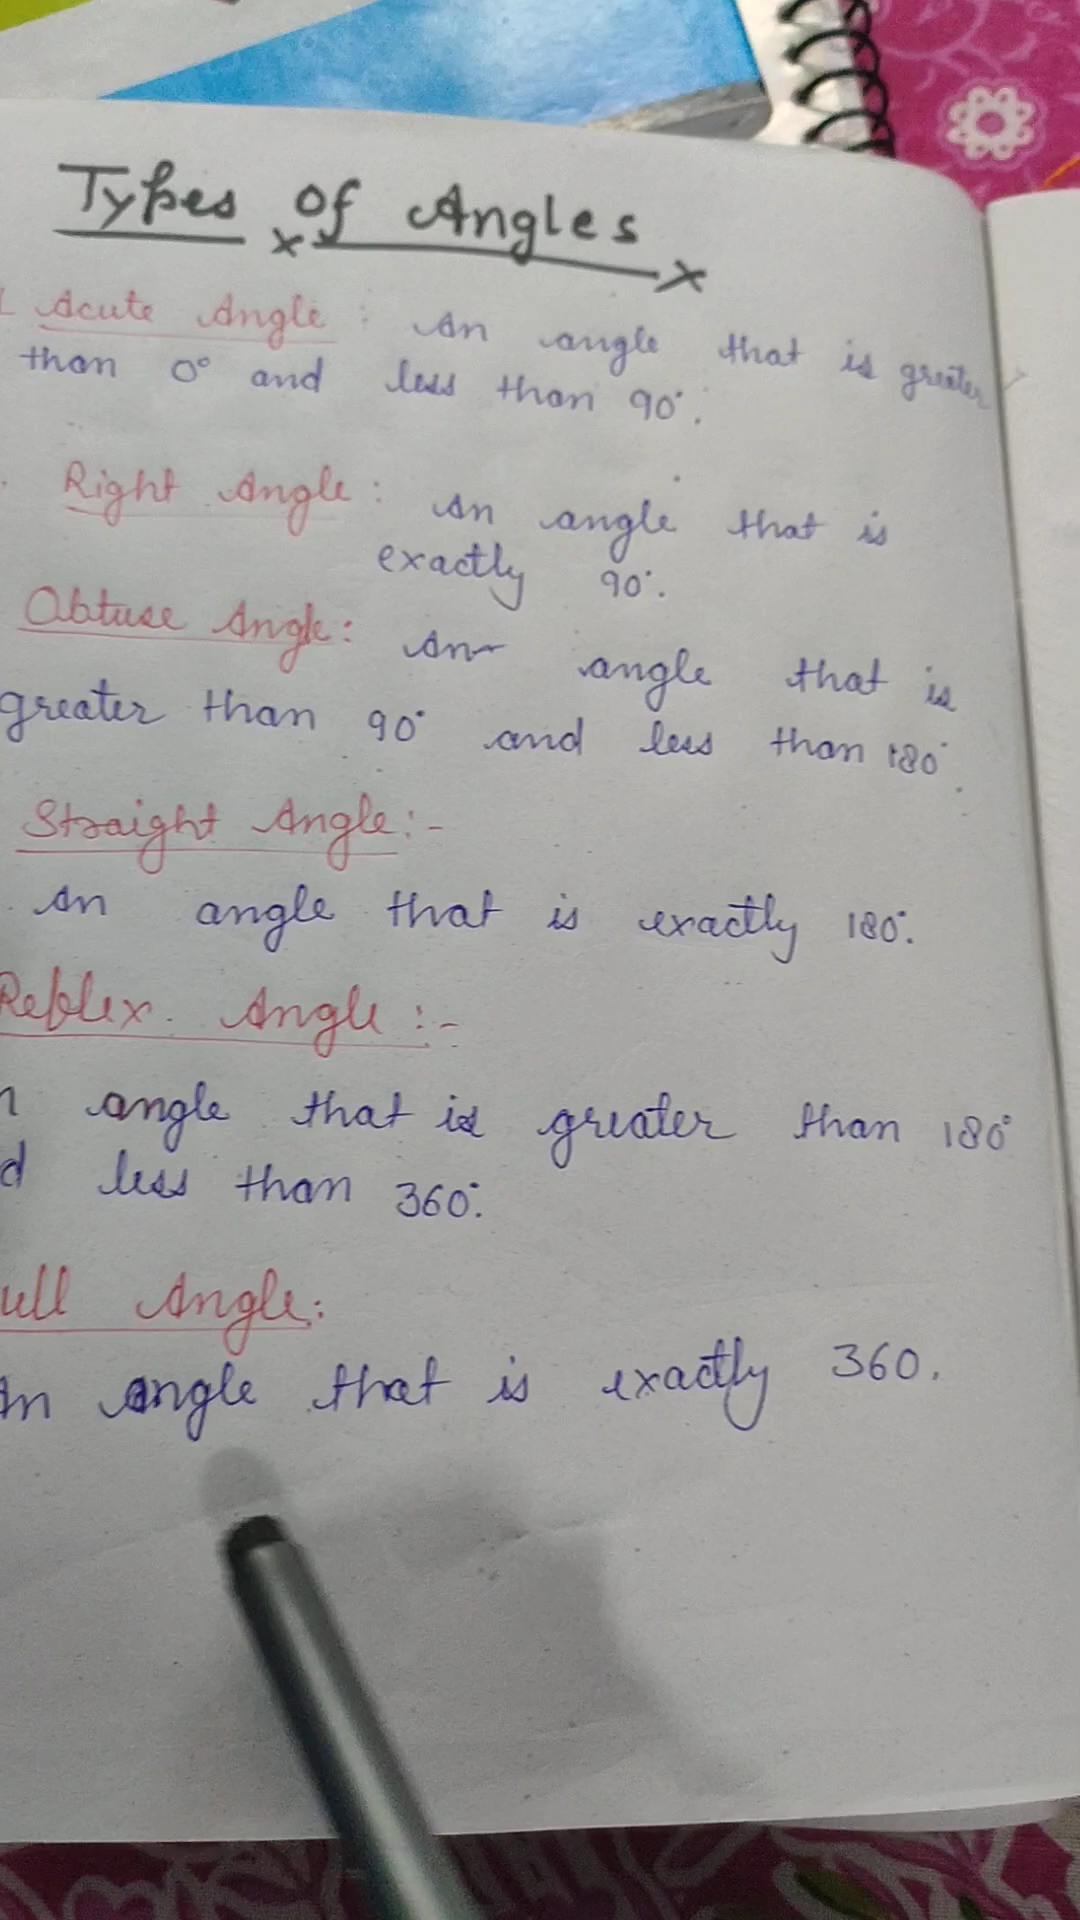 Types of Angles
Acute Angle : An angle that is greater
than 0° and less than 90°.
Right Angle : An angle that is
exactly 90°.
Obtuse Angle : An angle that is
greater than 90° and less than 180°.
Straight Angle :-
An angle that is exactly 180°.
Reflex Angle :-
n angle that is greater than 180°
d less than 360°.
ull Angle :
An angle that is exactly 360.